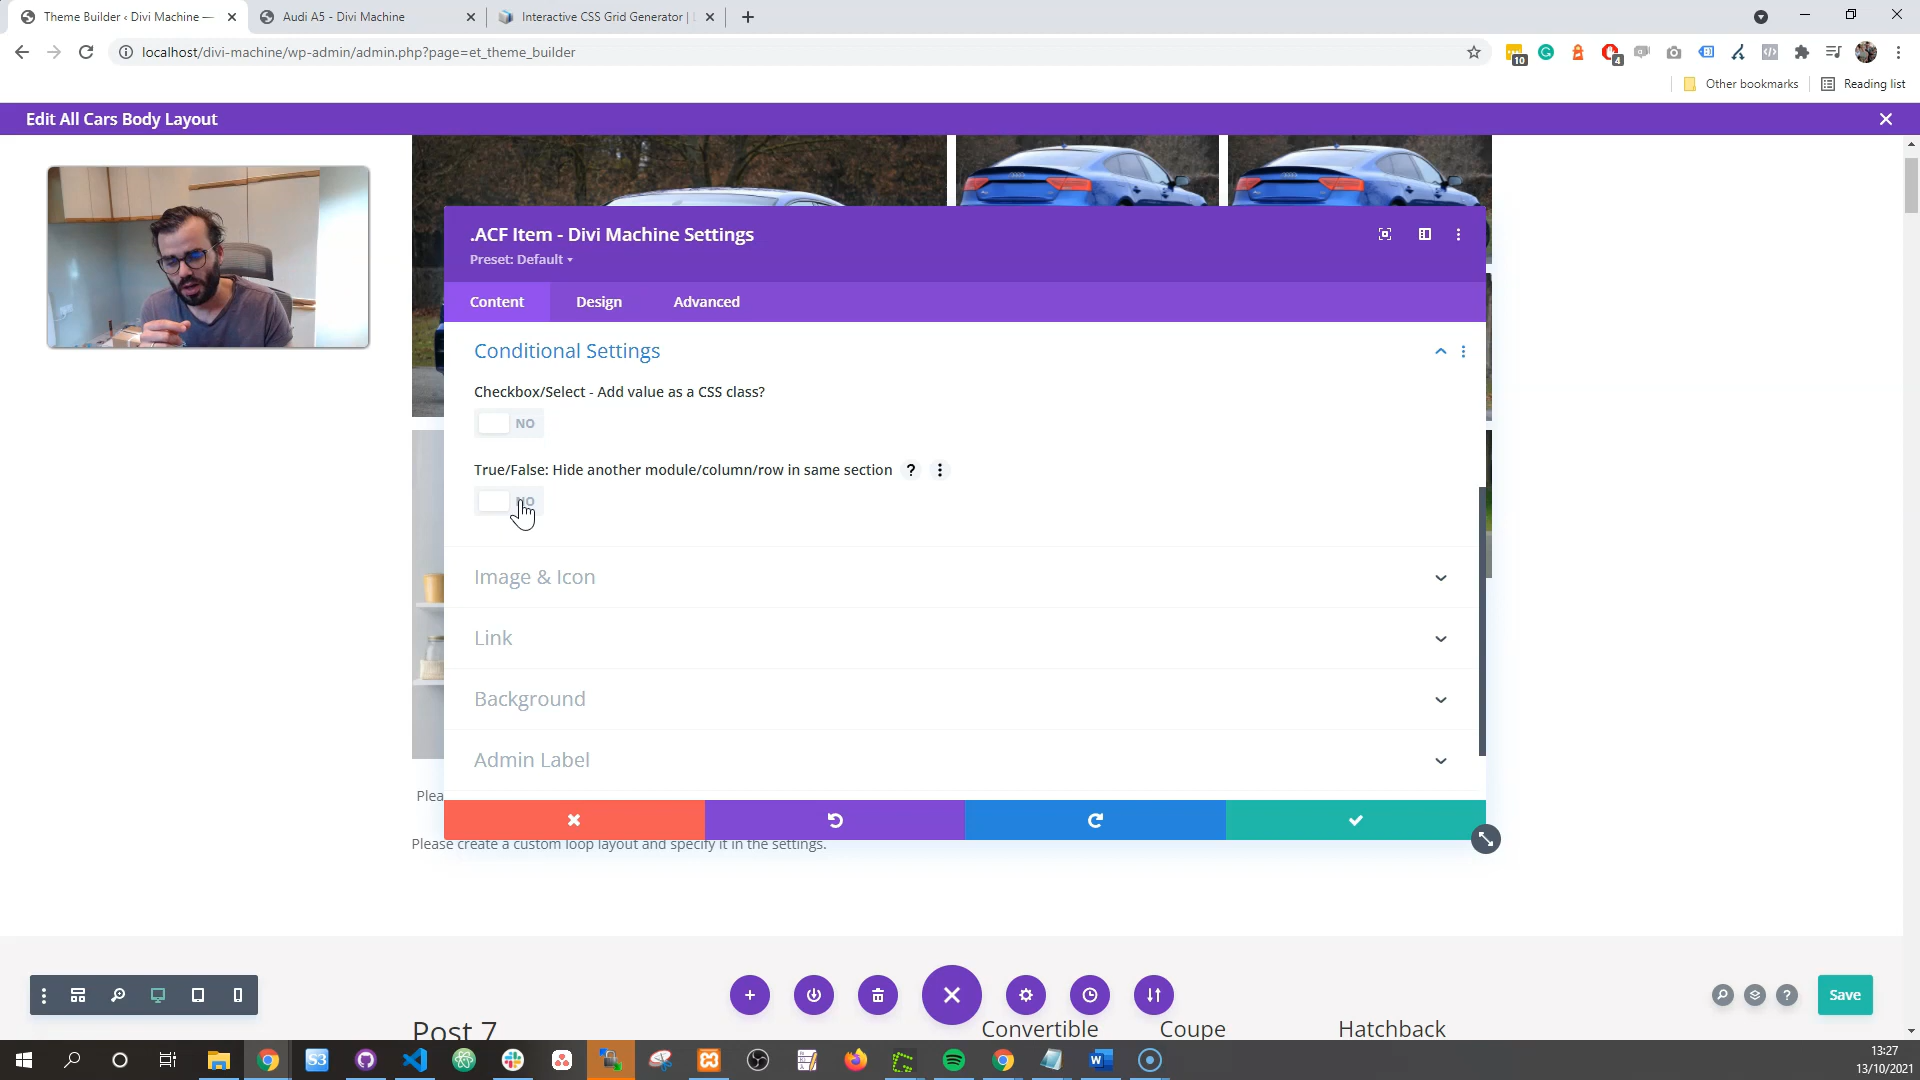 Theme Builder ‹ Divi Machine —
Audi A5 - Divi Machine
Interactive CSS Grid Generator |
localhost/divi-machine/wp-admin/admin.php?page=et_theme_builder
10
4
Other bookmarks
Reading list
Edit All Cars Body Layout
.ACF Item - Divi Machine Settings
Preset: Default
Content
Design
Advanced
Conditional Settings
Checkbox/Select - Add value as a CSS class?
NO
True/False: Hide another module/column/row in same section
?
NO
Image & Icon
Link
Background
Admin Label
Plea
Please create a custom loop layout and specify it in the settings.
?
Save
Post 7
Convertible
Coupe
Hatchback
S3
13:27
13/10/2021